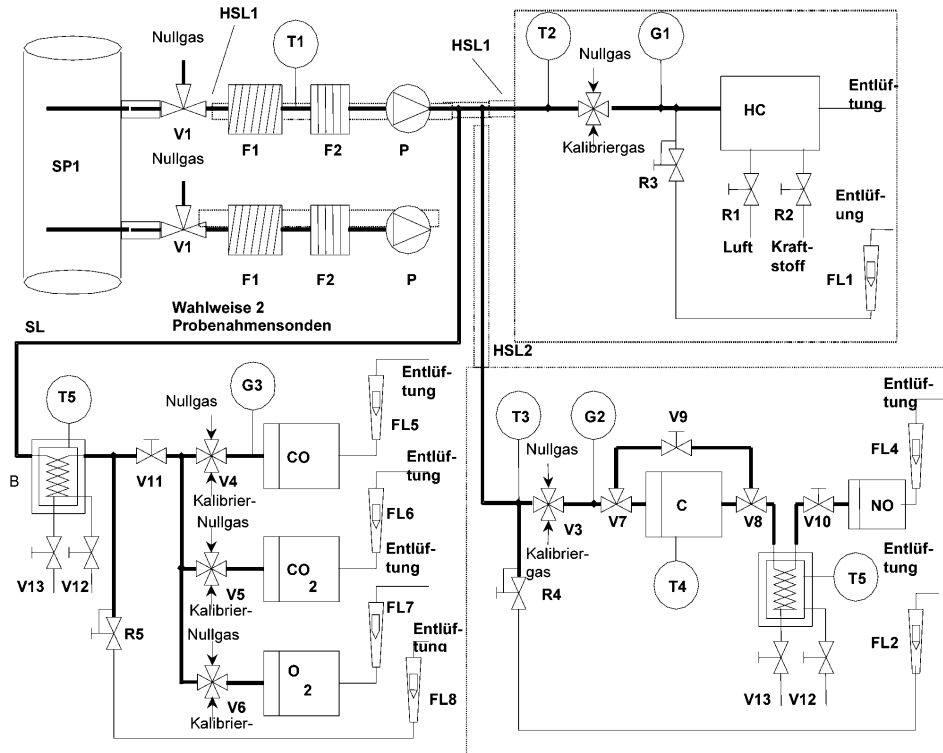 HSL1
Nullgas
T1
HSL1
T2
Nullgas
G1
Entlüf-
tung
HC
V1
F1
F2
P
Kalibriergas
SP1
Nullgas
R3
R1
R2
Entlüf-
ung
Luft
Kraft-
stoff
V1
F1
F2
P
FL1
Wahlweise 2
Probenahmensonden
SL
HSL2
T5
Nullgas
G3
Entlüf-
tung
FL5
CO
B
V11
V4
Kalibrier-
Entlüf-
tung
FL6
Nullgas
CO
2
Entlüf-
tung
V13
V12
V5
Kalibrier-
FL7
R5
Nullgas
Entlüf-
tung
O
2
V6
Kalibrier-
FL8
T3
Nullgas
G2
V9
Entlüf-
tung
FL4
V3
V7
C
V8
V10
NO
Kalibrier-
gas
T4
T5
Entlüf-
tung
R4
FL2
V13
V12